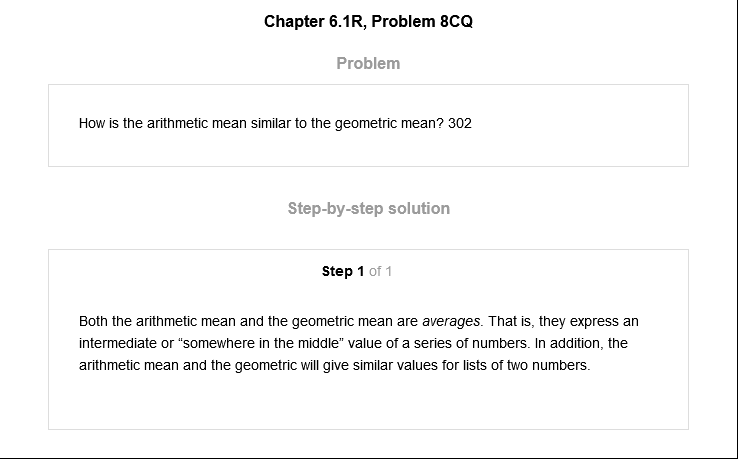 Chapter 6.1R, Problem 8CQ
Problem
How is the arithmetic mean similar to the geometric mean? 302
Step-by-step solution
Step 1 of 1
Both the arithmetic mean and the geometric mean are averages. That is, they express an
intermediate or “somewhere in the middle” value of a series of numbers. In addition, the
arithmetic mean and the geometric will give similar values for lists of two numbers.